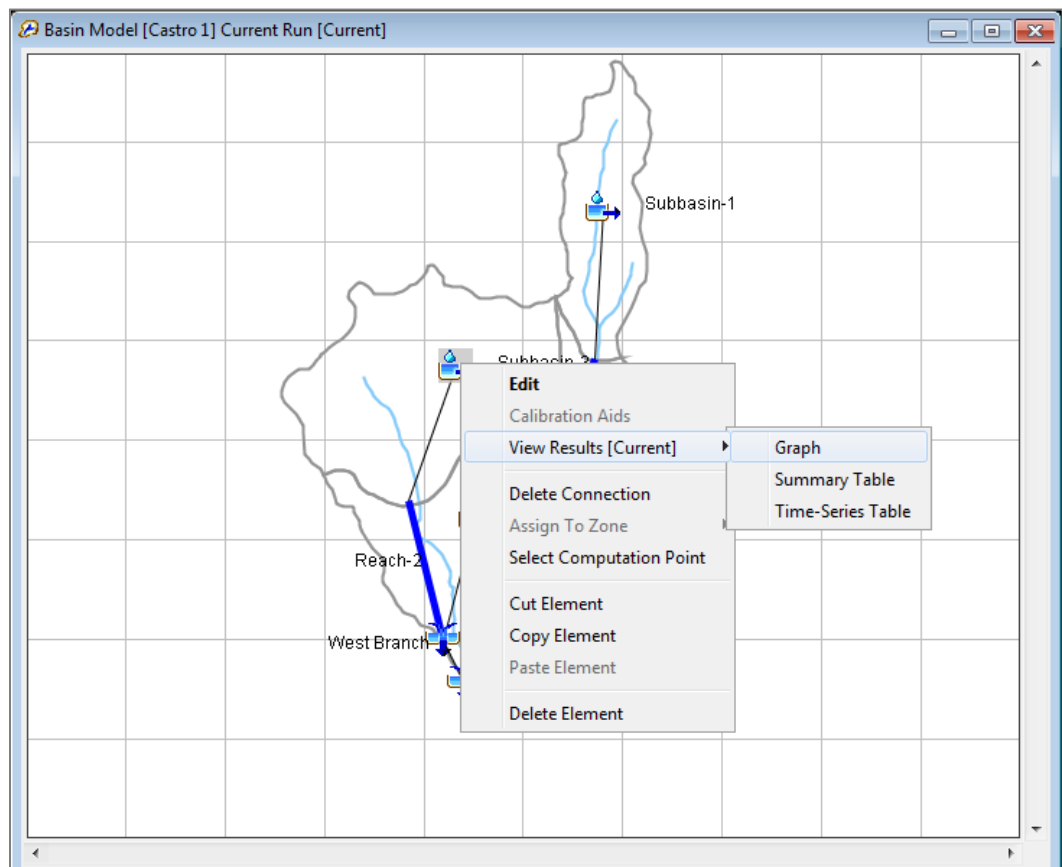 Basin Model [Castro 1] Current Run [Current]
Subbasin-1
Subbasin-3
Edit
Calibration Aids
View Results [Current]
Graph
Summary Table
Time-Series Table
Delete Connection
Assign To Zone
Select Computation Point
Reach-2
Cut Element
Copy Element
Paste Element
West Branch
Delete Element